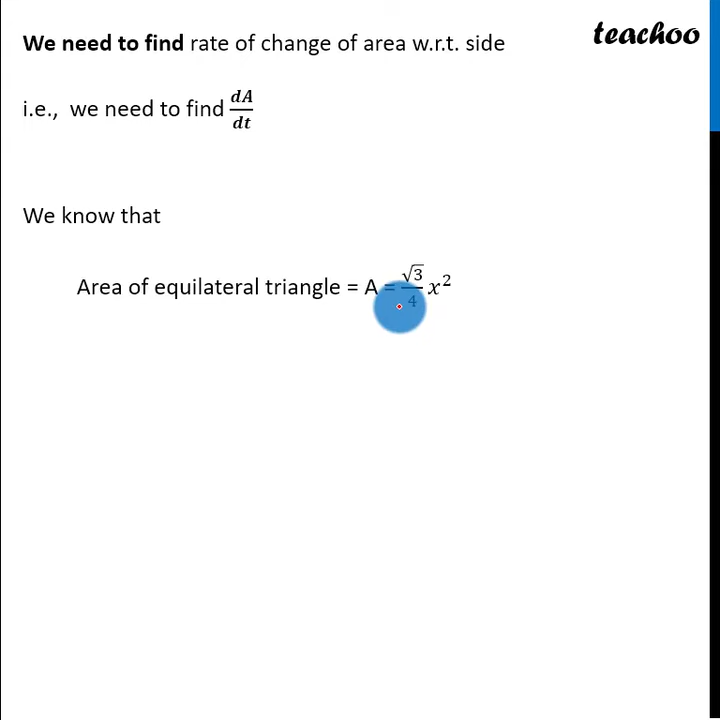 teachoo
We need to find rate of change of area w.r.t. side
i.e., we need to find dA/dt
We know that
Area of equilateral triangle = A = √3/4 x²